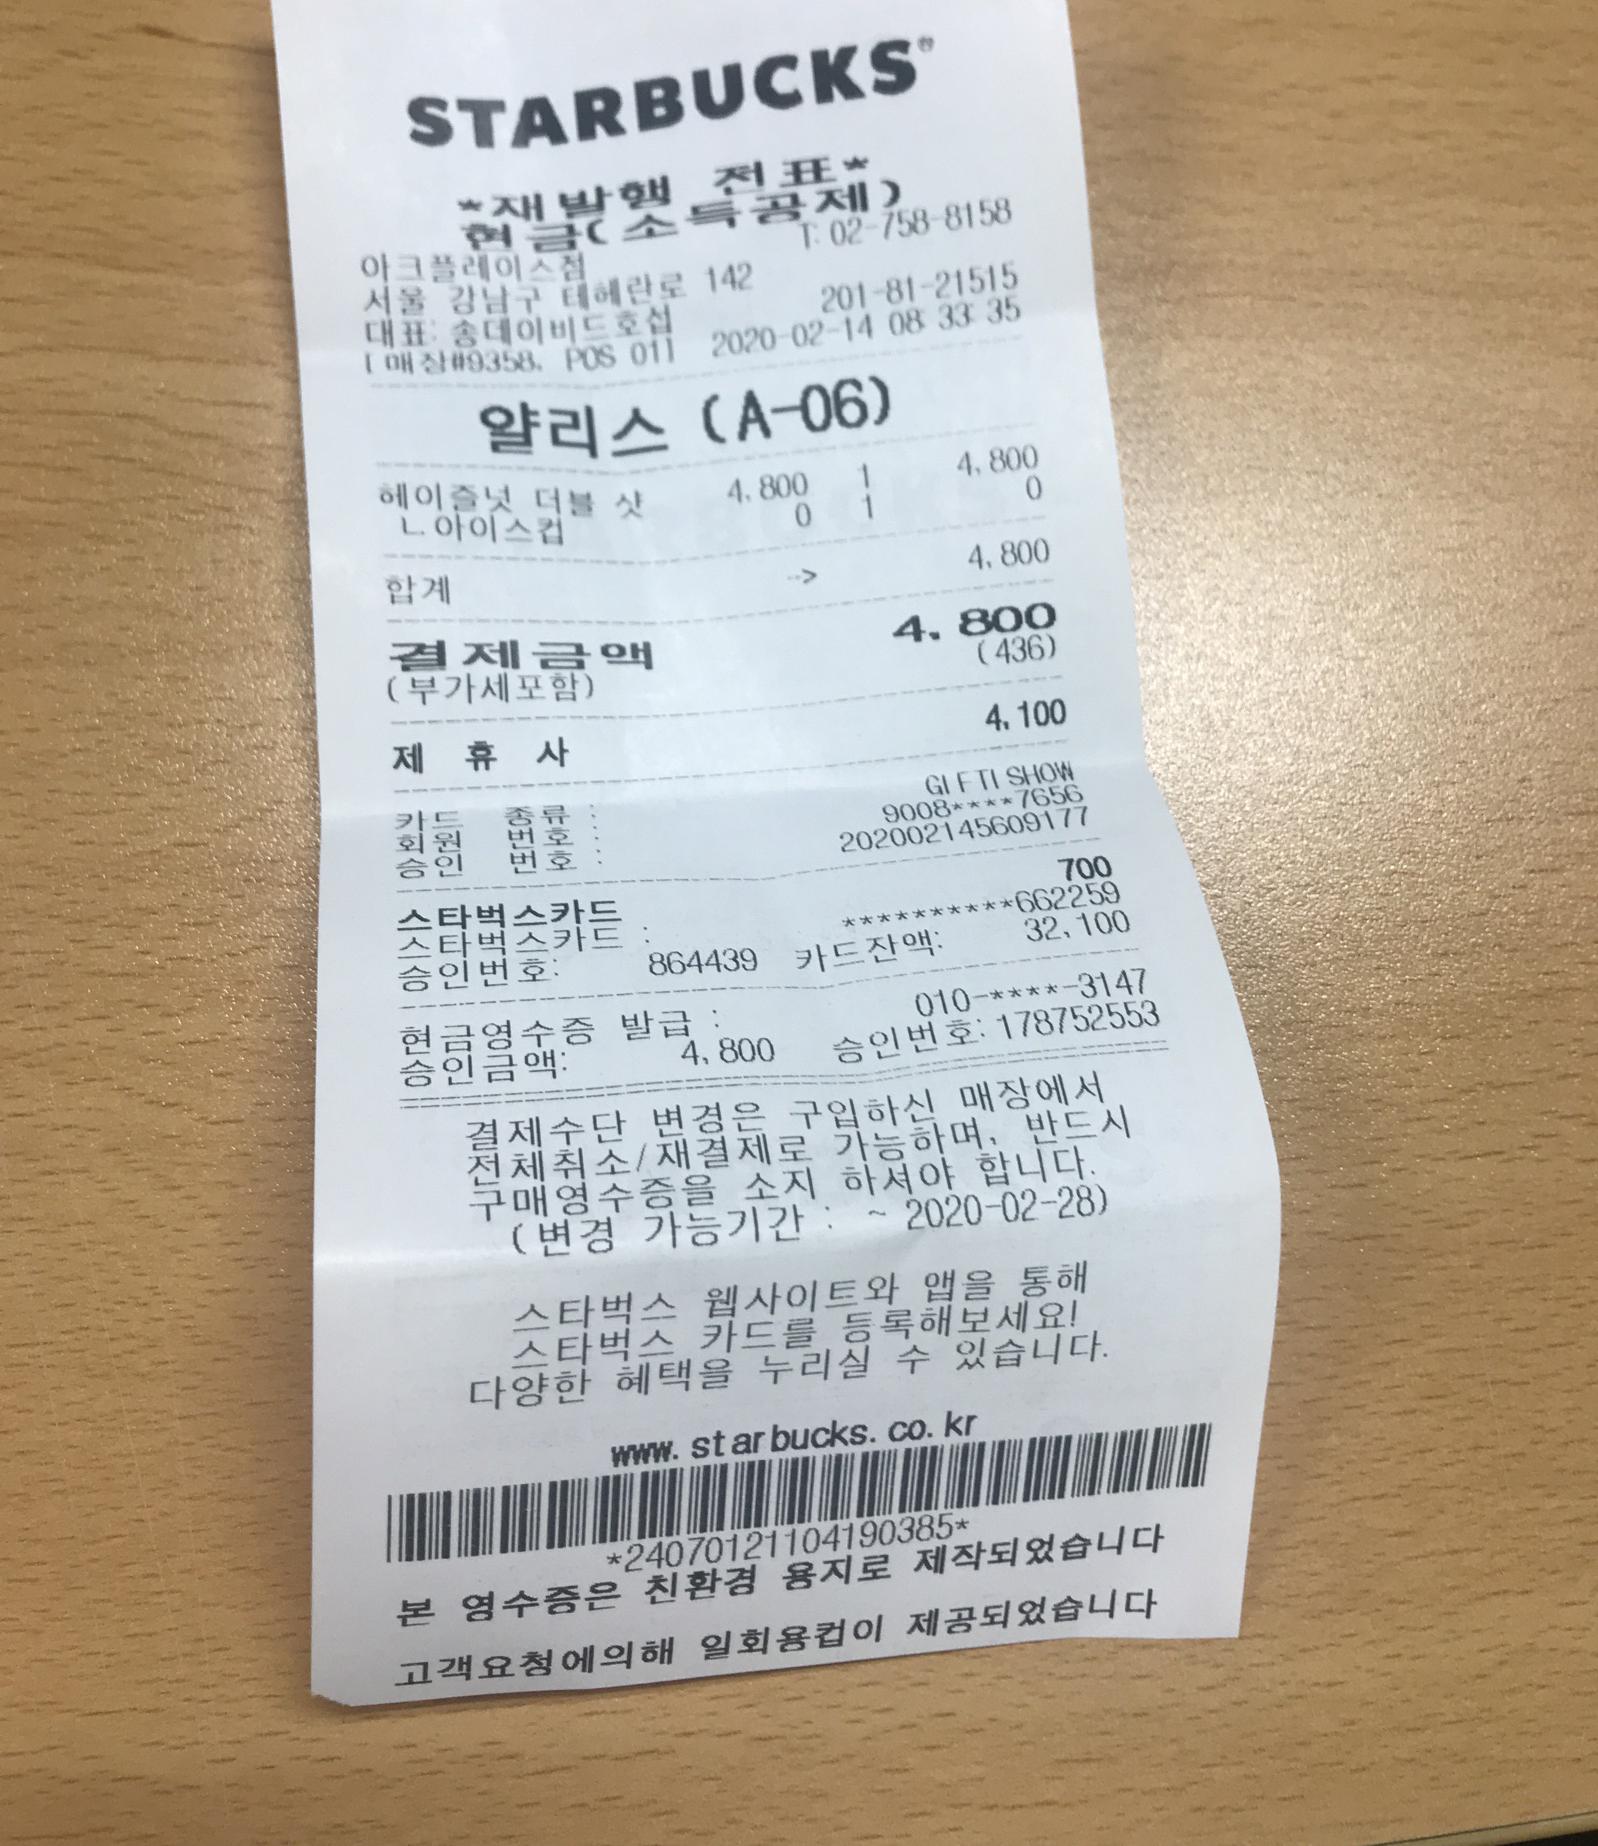 STARBUCKS®
*재발행 전표*
현금(소득공제)
아크플레이스점 T: 02-758-8158
서울 강남구 테헤란로 142
대표: 송데이비드호섭 201-81-21515
[매장#9358, POS 01] 2020-02-14 08:33:35
얄리스 (A-06)
헤이즐넛 더블 샷 4,800 1 4,800
ㄴ아이스컵 0 1 0
합계 --> 4,800
결제금액 4,800
(부가세포함) (436)
제 휴 사 4,100
카드 종류 : GIFTISHOW
회원 번호 : 9008****7656
승인 번호 : 202002145609177
스타벅스카드 700
스타벅스카드 : **********662259
승인번호: 864439 카드잔액: 32,100
현금영수증 발급 : 010-****-3147
승인금액: 4,800 승인번호: 178752553
결제수단 변경은 구입하신 매장에서
전체취소/재결제로 가능하며, 반드시
구매영수증을 소지 하셔야 합니다.
(변경 가능기간 : ~ 2020-02-28)
스타벅스 웹사이트와 앱을 통해
스타벅스 카드를 등록해보세요!
다양한 혜택을 누리실 수 있습니다.
www.starbucks.co.kr
*24070121104190385*
본 영수증은 친환경 용지로 제작되었습니다
고객요청에의해 일회용컵이 제공되었습니다